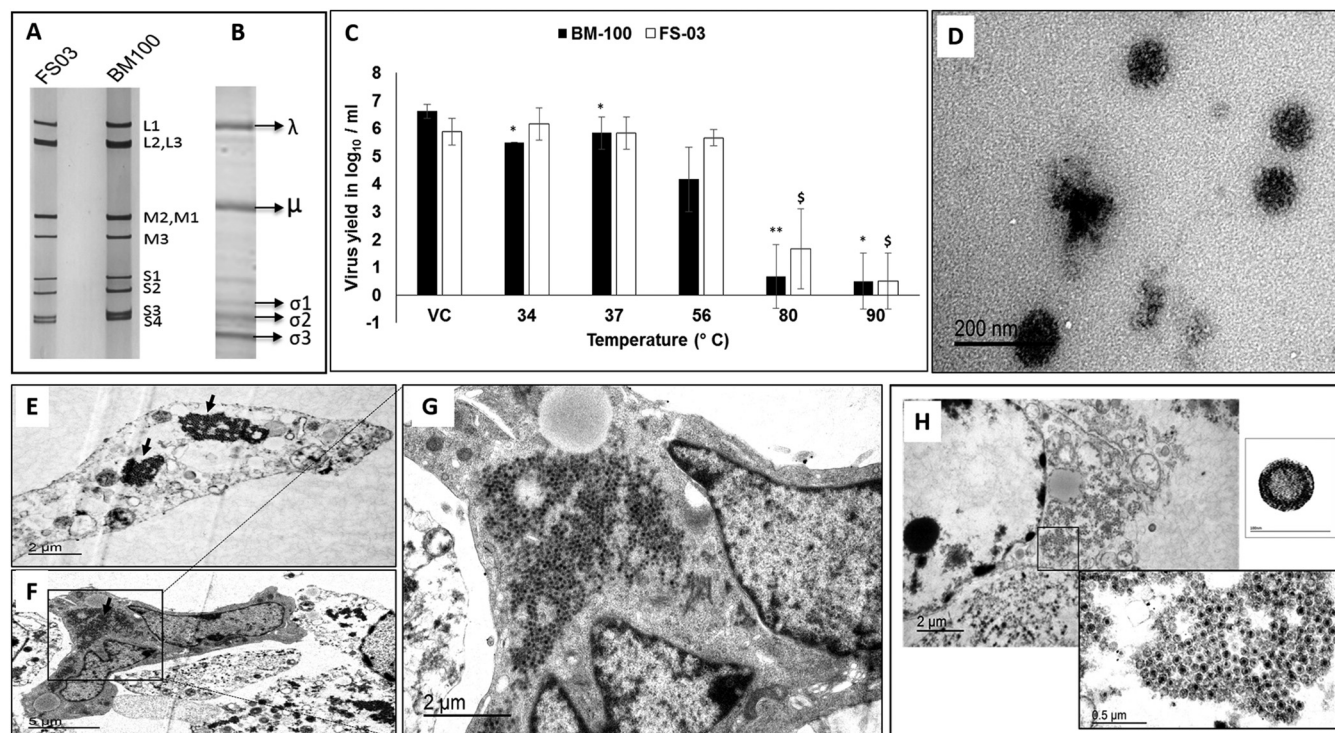 A
B
FS03
BM100
L1
L2,L3
M2,M1
M3
S1
S2
S3
S4
λ
μ
σ1
σ2
σ3
C
BM-100 FS-03
Virus yield in log10 / ml
8
7
6
5
4
3
2
1
0
-1
*
*
**
$
*
$
VC 34 37 56 80 90
Temperature (° C)
D
200 nm
E
2 μm
F
5 μm
G
2 μm
H
2 μm
0.5 μm